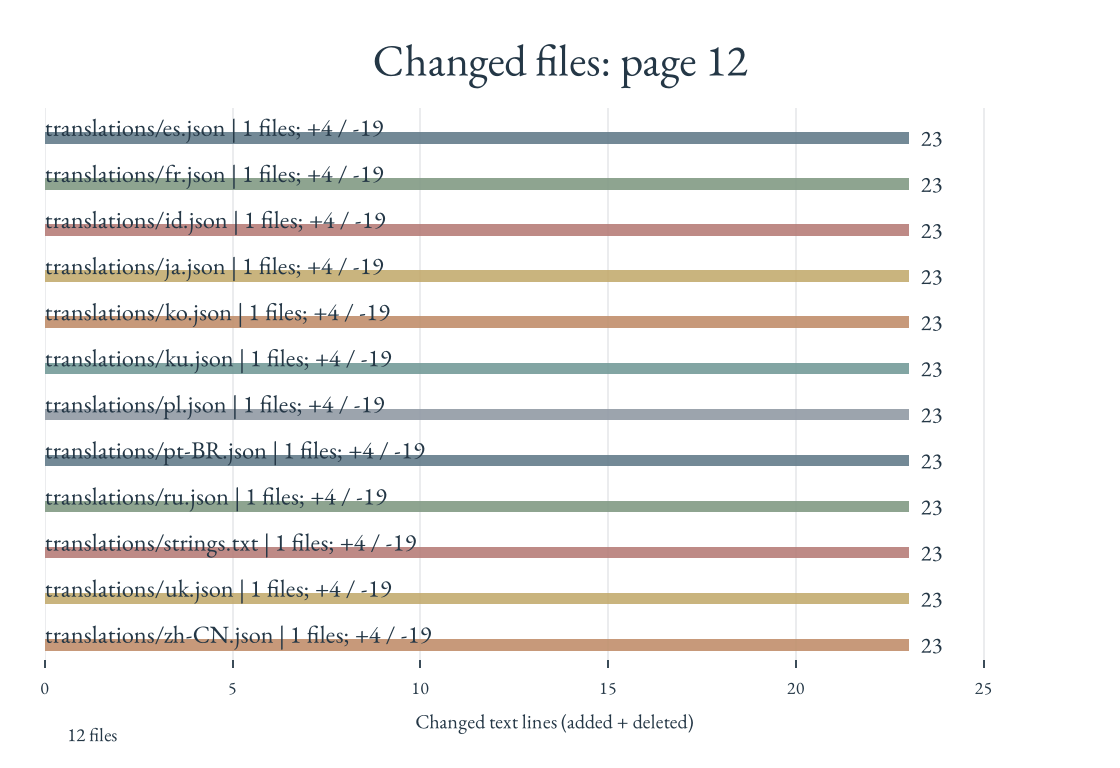 Changed files: page 12
translations/es.json | 1 files; +4 / -19
23
translations/fr.json | 1 files; +4 / -19
23
translations/id.json | 1 files; +4 / -19
23
translations/ja.json | 1 files; +4 / -19
23
translations/ko.json | 1 files; +4 / -19
23
translations/ku.json | 1 files; +4 / -19
23
translations/pl.json | 1 files; +4 / -19
23
translations/pt-BR.json | 1 files; +4 / -19
23
translations/ru.json | 1 files; +4 / -19
23
translations/strings.txt | 1 files; +4 / -19
23
translations/uk.json | 1 files; +4 / -19
23
translations/zh-CN.json | 1 files; +4 / -19
23
0 5 10 15 20 25
Changed text lines (added + deleted)
12 files